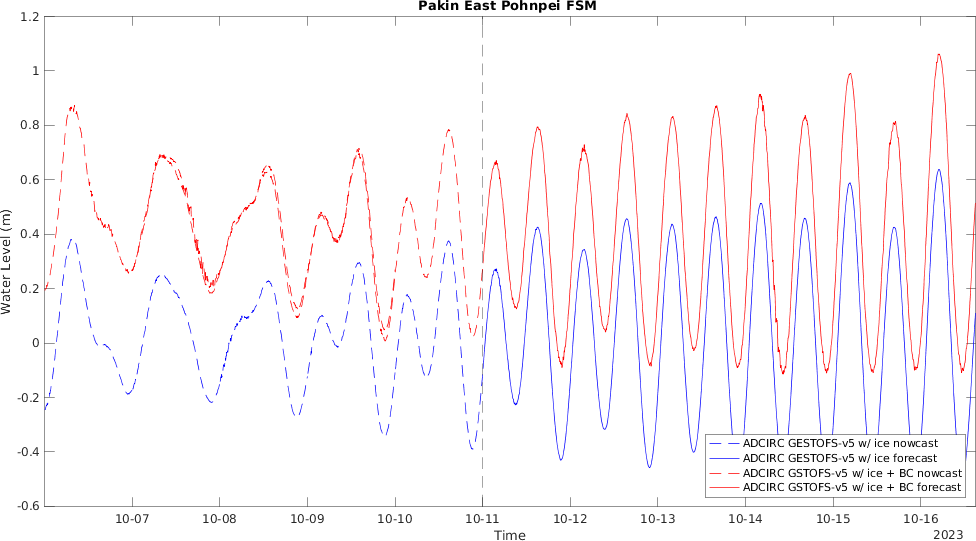 Pakin East Pohnpei FSM
1.2
1
0.8
0.6
0.4
0.2
0
-0.2
-0.4
-0.6
Water Level (m)
ADCIRC GESTOFS-v5 w/ ice nowcast
ADCIRC GESTOFS-v5 w/ ice forecast
ADCIRC GSTOFS-v5 w/ ice + BC nowcast
ADCIRC GSTOFS-v5 w/ ice + BC forecast
10-07 10-08 10-09 10-10 10-11 10-12 10-13 10-14 10-15 10-16
Time
2023